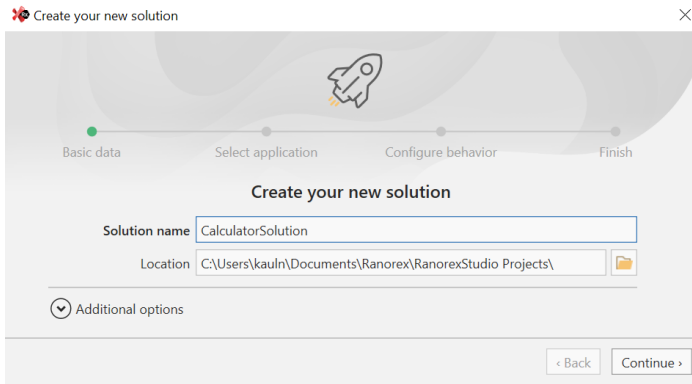 Create your new solution
Basic data
Select application
Configure behavior
Finish
Create your new solution
Solution name CalculatorSolution
Location C:\Users\kauln\Documents\Ranorex\RanorexStudio Projects\
Additional options
‹ Back Continue ›